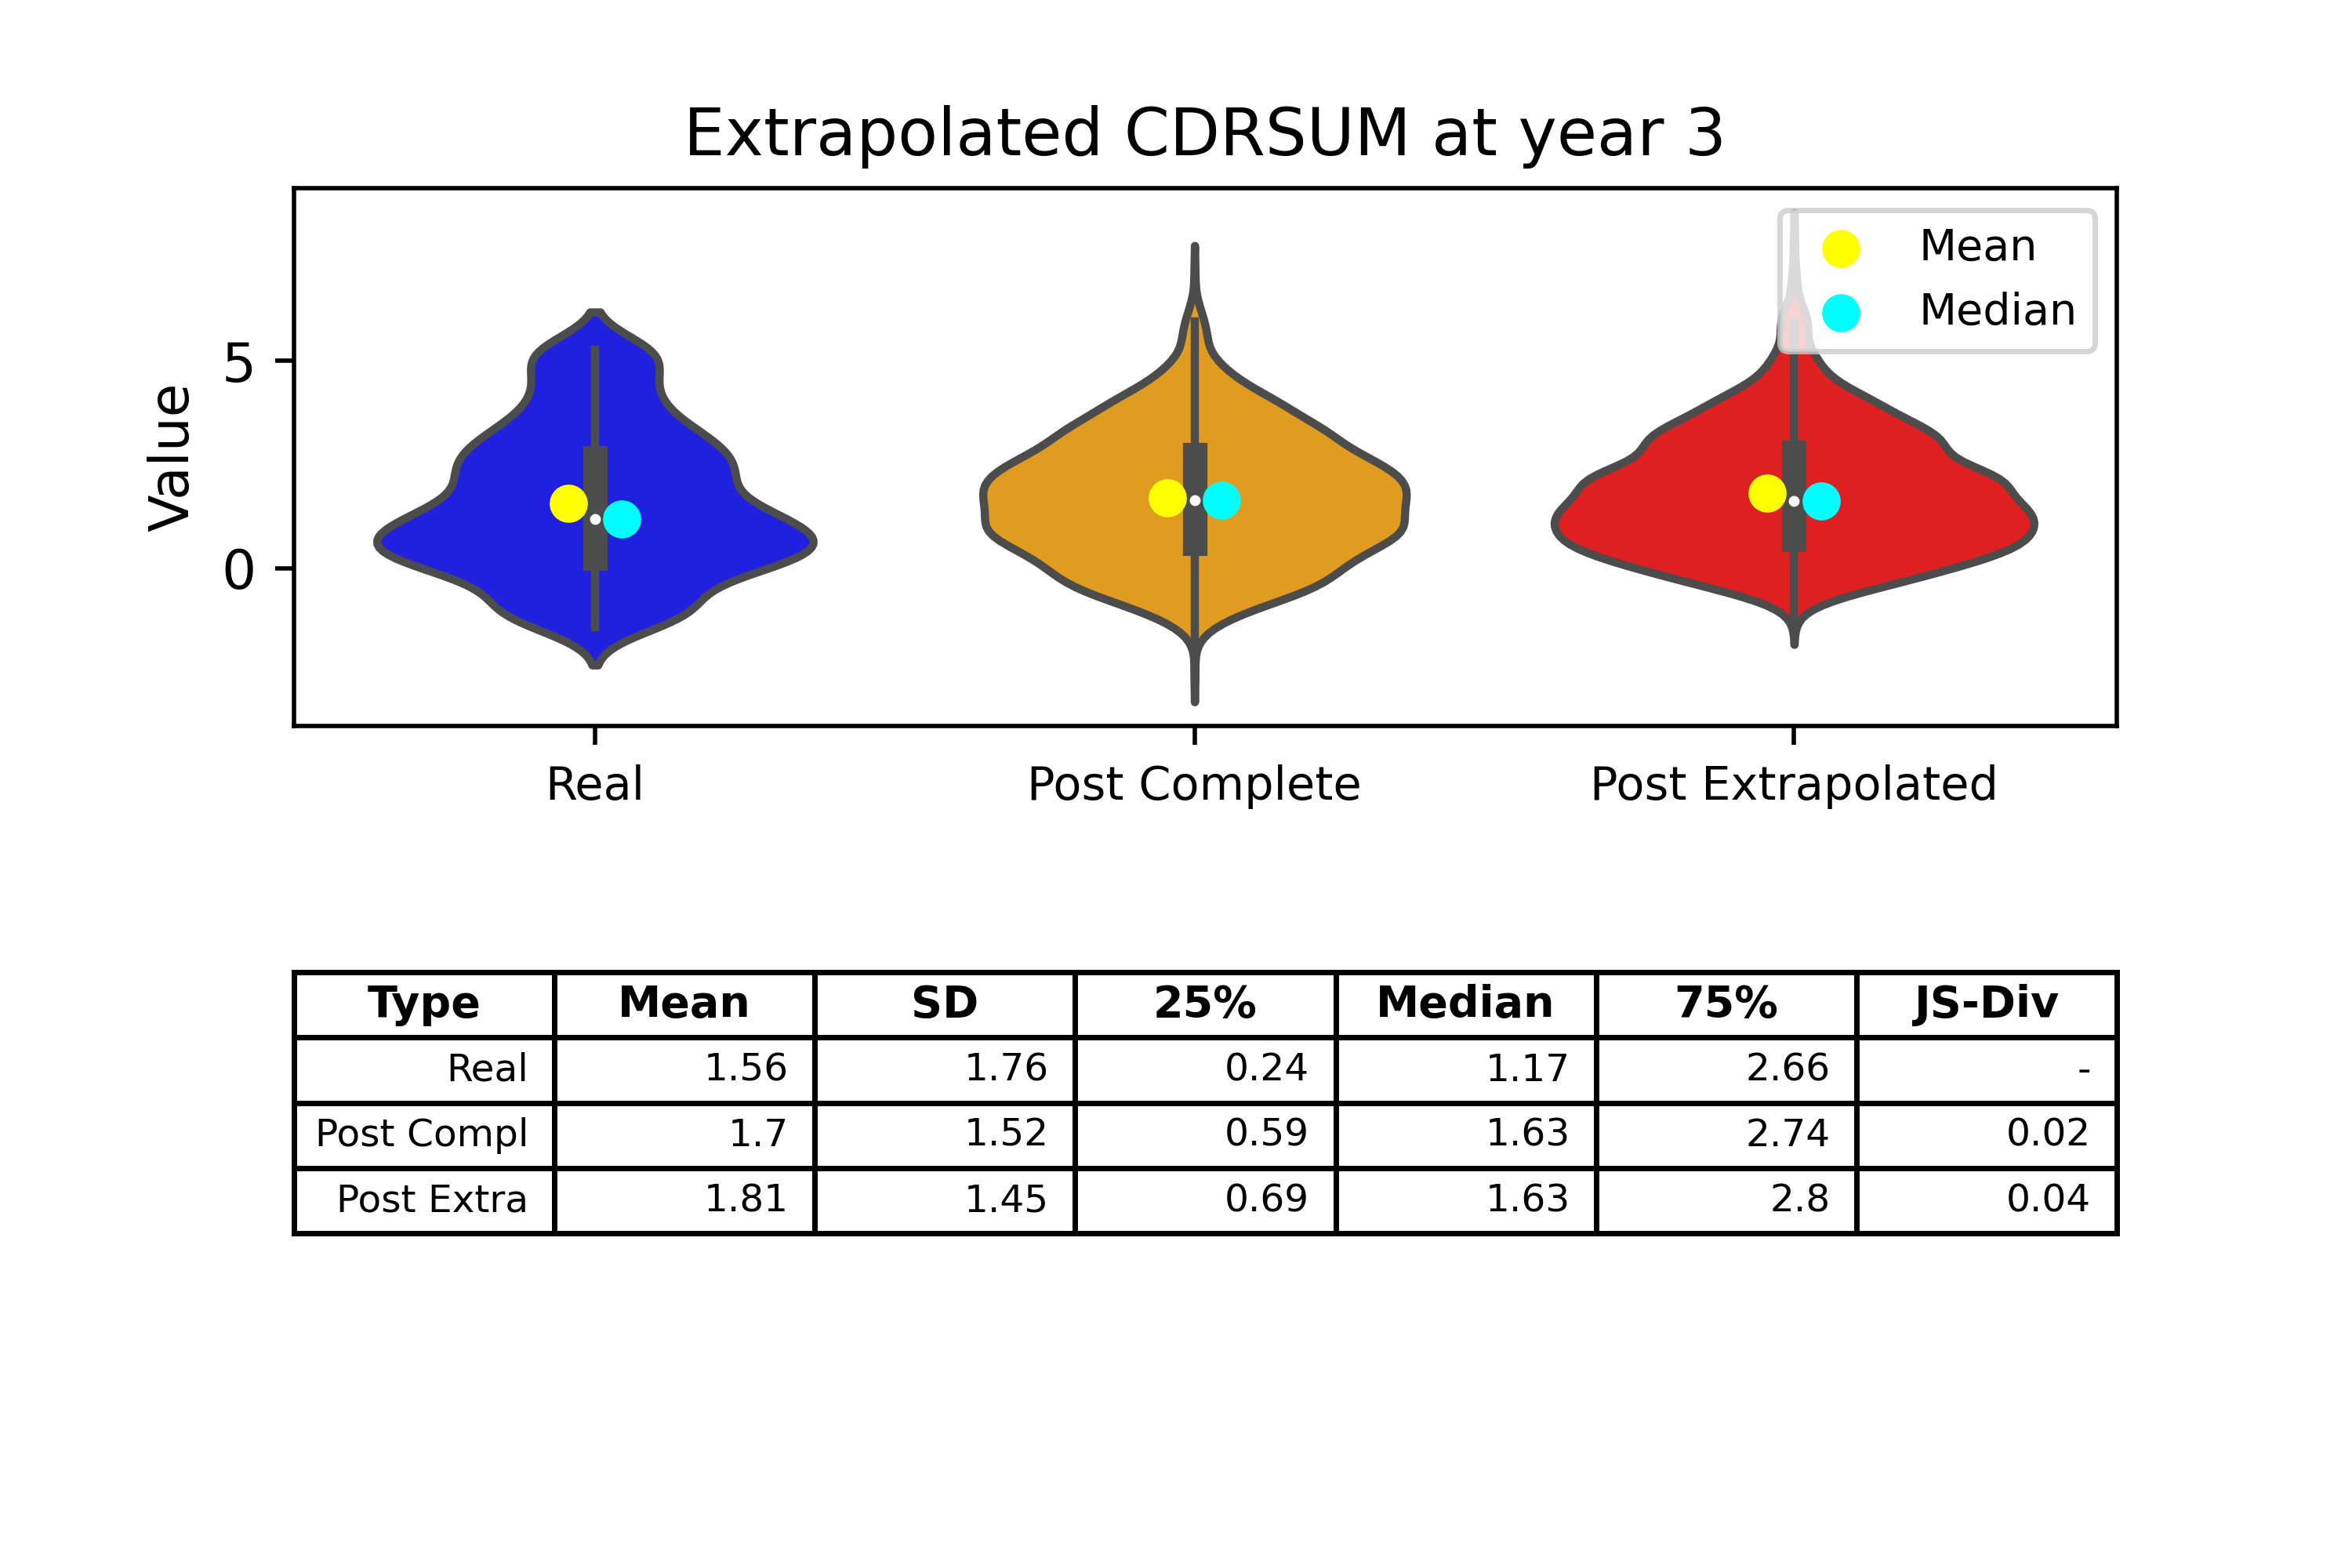 Extrapolated CDRSUM at year 3
Mean
Median
Value
5
0
Real Post Complete Post Extrapolated
Type Mean SD 25% Median 75% JS-Div
Real 1.56 1.76 0.24 1.17 2.66 -
Post Compl 1.7 1.52 0.59 1.63 2.74 0.02
Post Extra 1.81 1.45 0.69 1.63 2.8 0.04